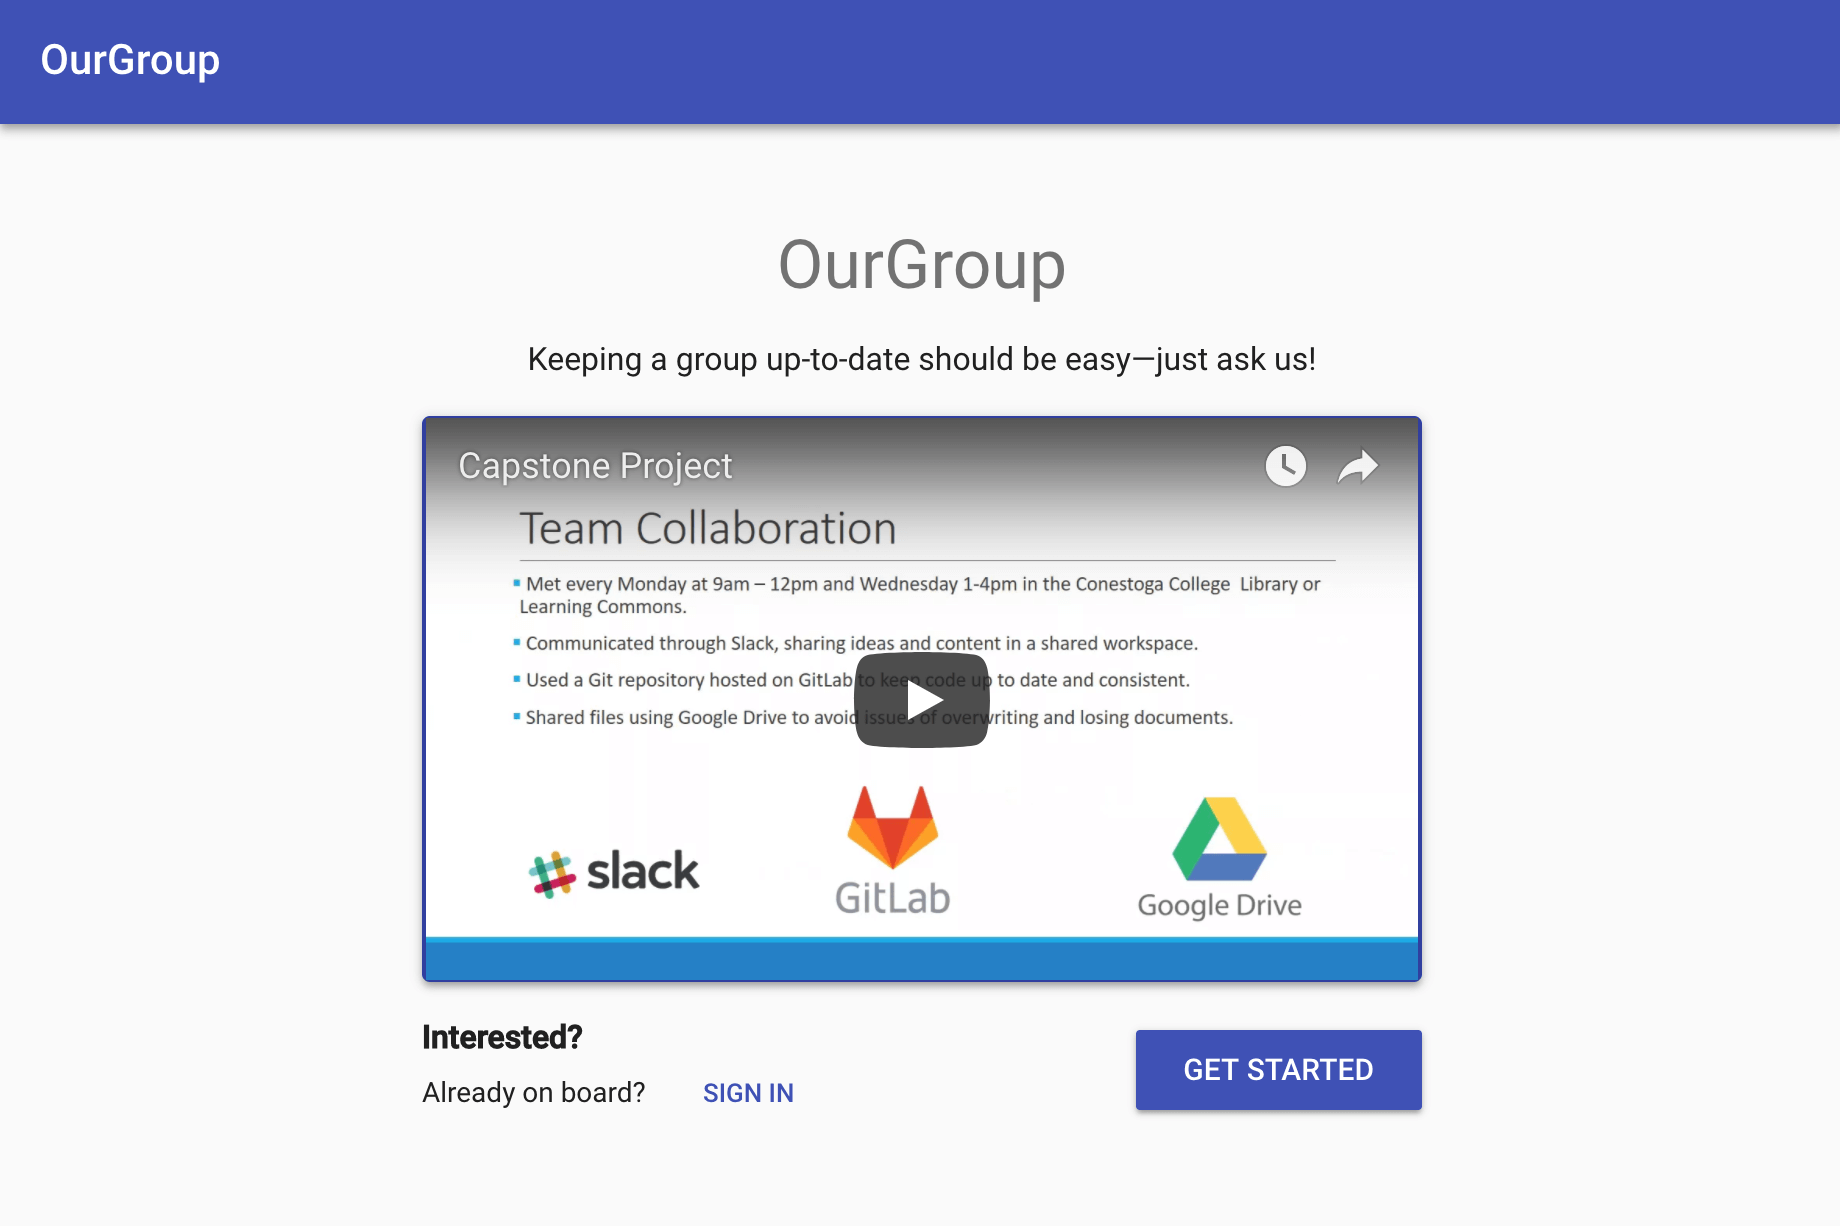 OurGroup
OurGroup
Keeping a group up-to-date should be easy—just ask us!
Capstone Project
Team Collaboration
Met every Monday at 9am – 12pm and Wednesday 1-4pm in the Conestoga College Library or
Learning Commons.
Communicated through Slack, sharing ideas and content in a shared workspace.
Used a Git repository hosted on GitLab to keep code up to date and consistent.
Shared files using Google Drive to avoid issues of overwriting and losing documents.
slack
GitLab
Google Drive
Interested?
GET STARTED
Already on board? SIGN IN